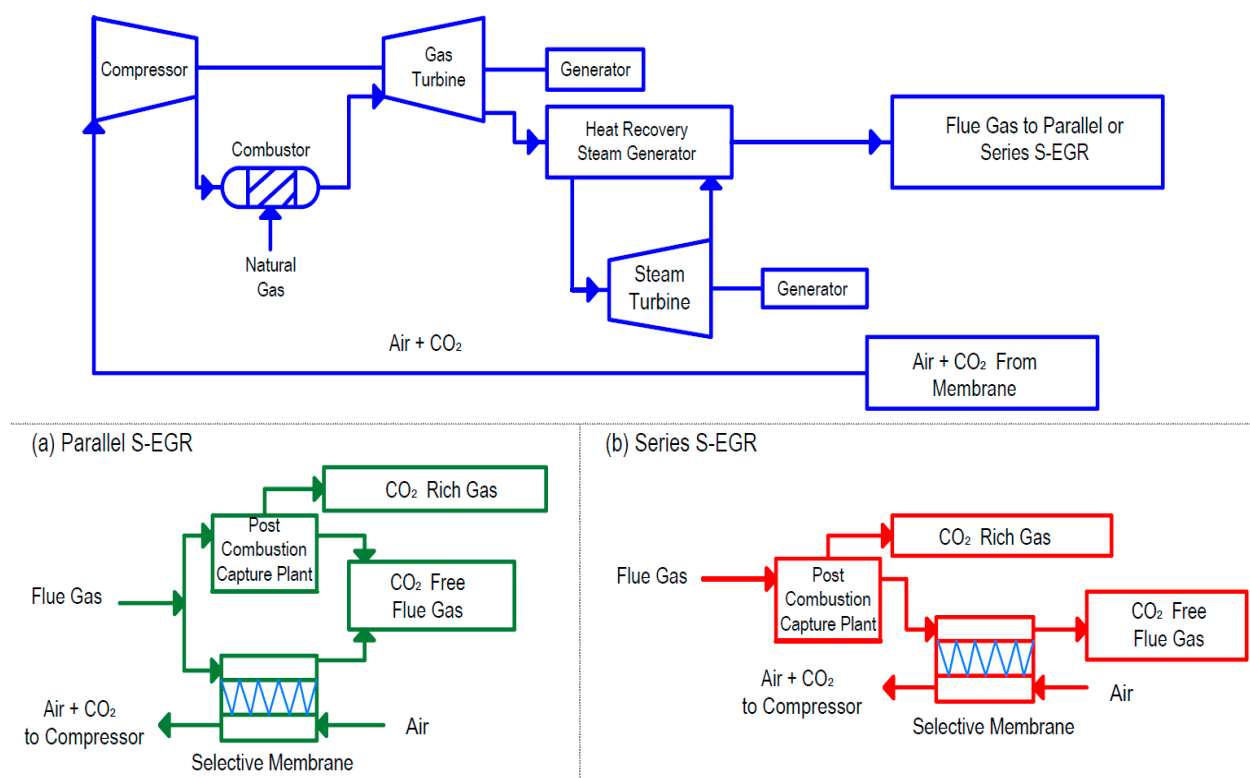 Compressor
Gas
Turbine
Generator
Combustor
Natural
Gas
Heat Recovery
Steam Generator
Flue Gas to Parallel or
Series S-EGR
Steam
Turbine
Generator
Air + CO₂
Air + CO₂ From
Membrane
(a) Parallel S-EGR
CO₂ Rich Gas
Post
Combustion
Capture Plant
Flue Gas
CO₂ Free
Flue Gas
Air + CO₂
to Compressor
Air
Selective Membrane
(b) Series S-EGR
CO₂ Rich Gas
Flue Gas
Post
Combustion
Capture Plant
CO₂ Free
Flue Gas
Air + CO₂
to Compressor
Air
Selective Membrane